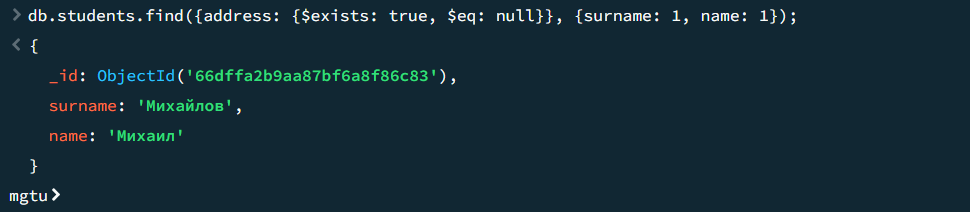 > db.students.find({address: {$exists: true, $eq: null}}, {surname: 1, name: 1});
< {
_id: ObjectId('66dffa2b9aa87bf6a8f86c83'),
surname: 'Михайлов',
name: 'Михаил'
}
mgtu>